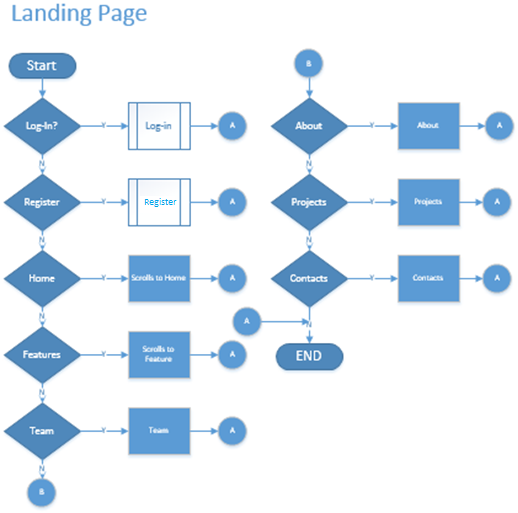 Landing Page
Start
Log-In?
Y
Log-in
A
N
Register
Y
Register
A
N
Home
Y
Scrolls to Home
A
N
Features
Y
Scrolls to
Feature
A
N
Team
Y
Team
A
N
B
B
About
Y
About
A
N
Projects
Y
Projects
A
N
Contacts
Y
Contacts
A
A
N
END